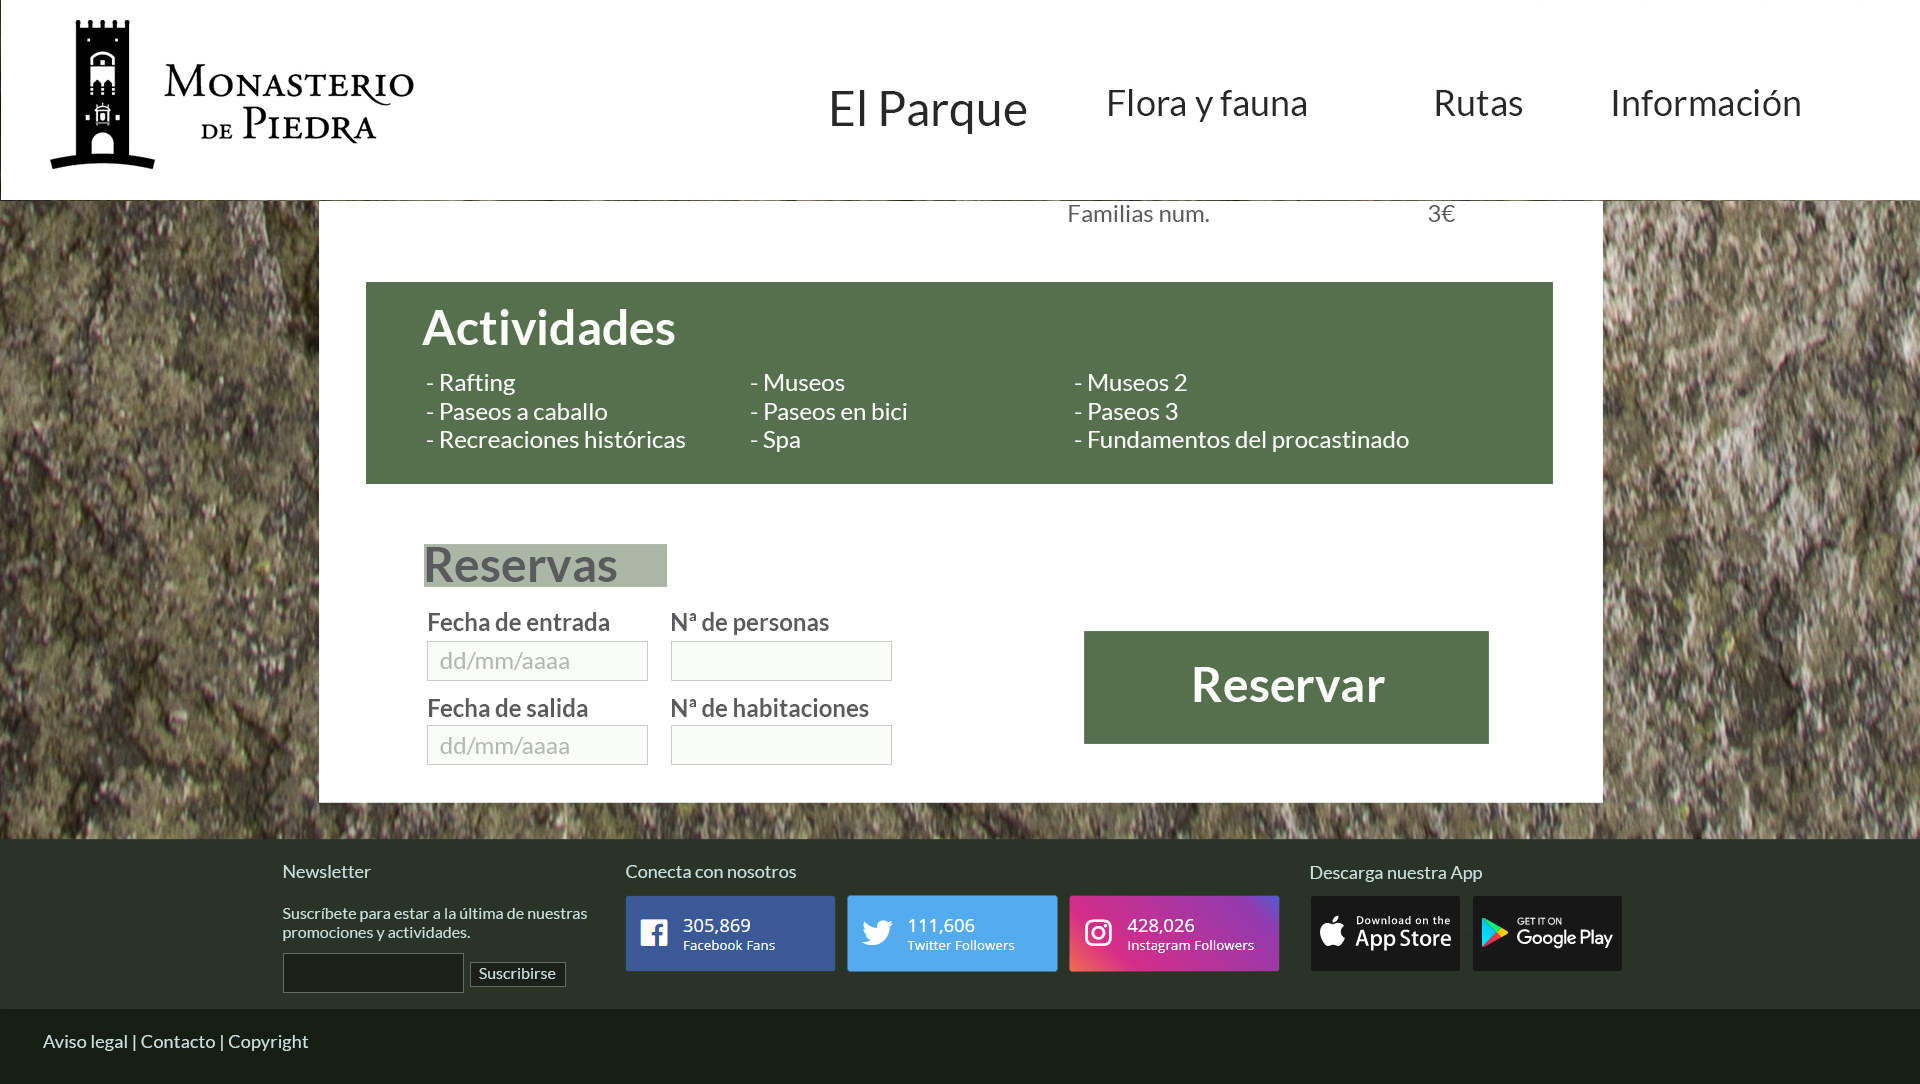 MONASTERIO
DE PIEDRA
El Parque
Flora y fauna
Rutas
Información
Familias num. 3€
Actividades
- Rafting
- Paseos a caballo
- Recreaciones históricas
- Museos
- Paseos en bici
- Spa
- Museos 2
- Paseos 3
- Fundamentos del procastinado
Reservas
Fecha de entrada
dd/mm/aaaa
Nª de personas
Fecha de salida
dd/mm/aaaa
Nª de habitaciones
Reservar
Newsletter
Suscríbete para estar a la última de nuestras
promociones y actividades.
Suscribirse
Conecta con nosotros
305,869
Facebook Fans
111,606
Twitter Followers
428,026
Instagram Followers
Descarga nuestra App
Download on the
App Store
GET IT ON
Google Play
Aviso legal | Contacto | Copyright